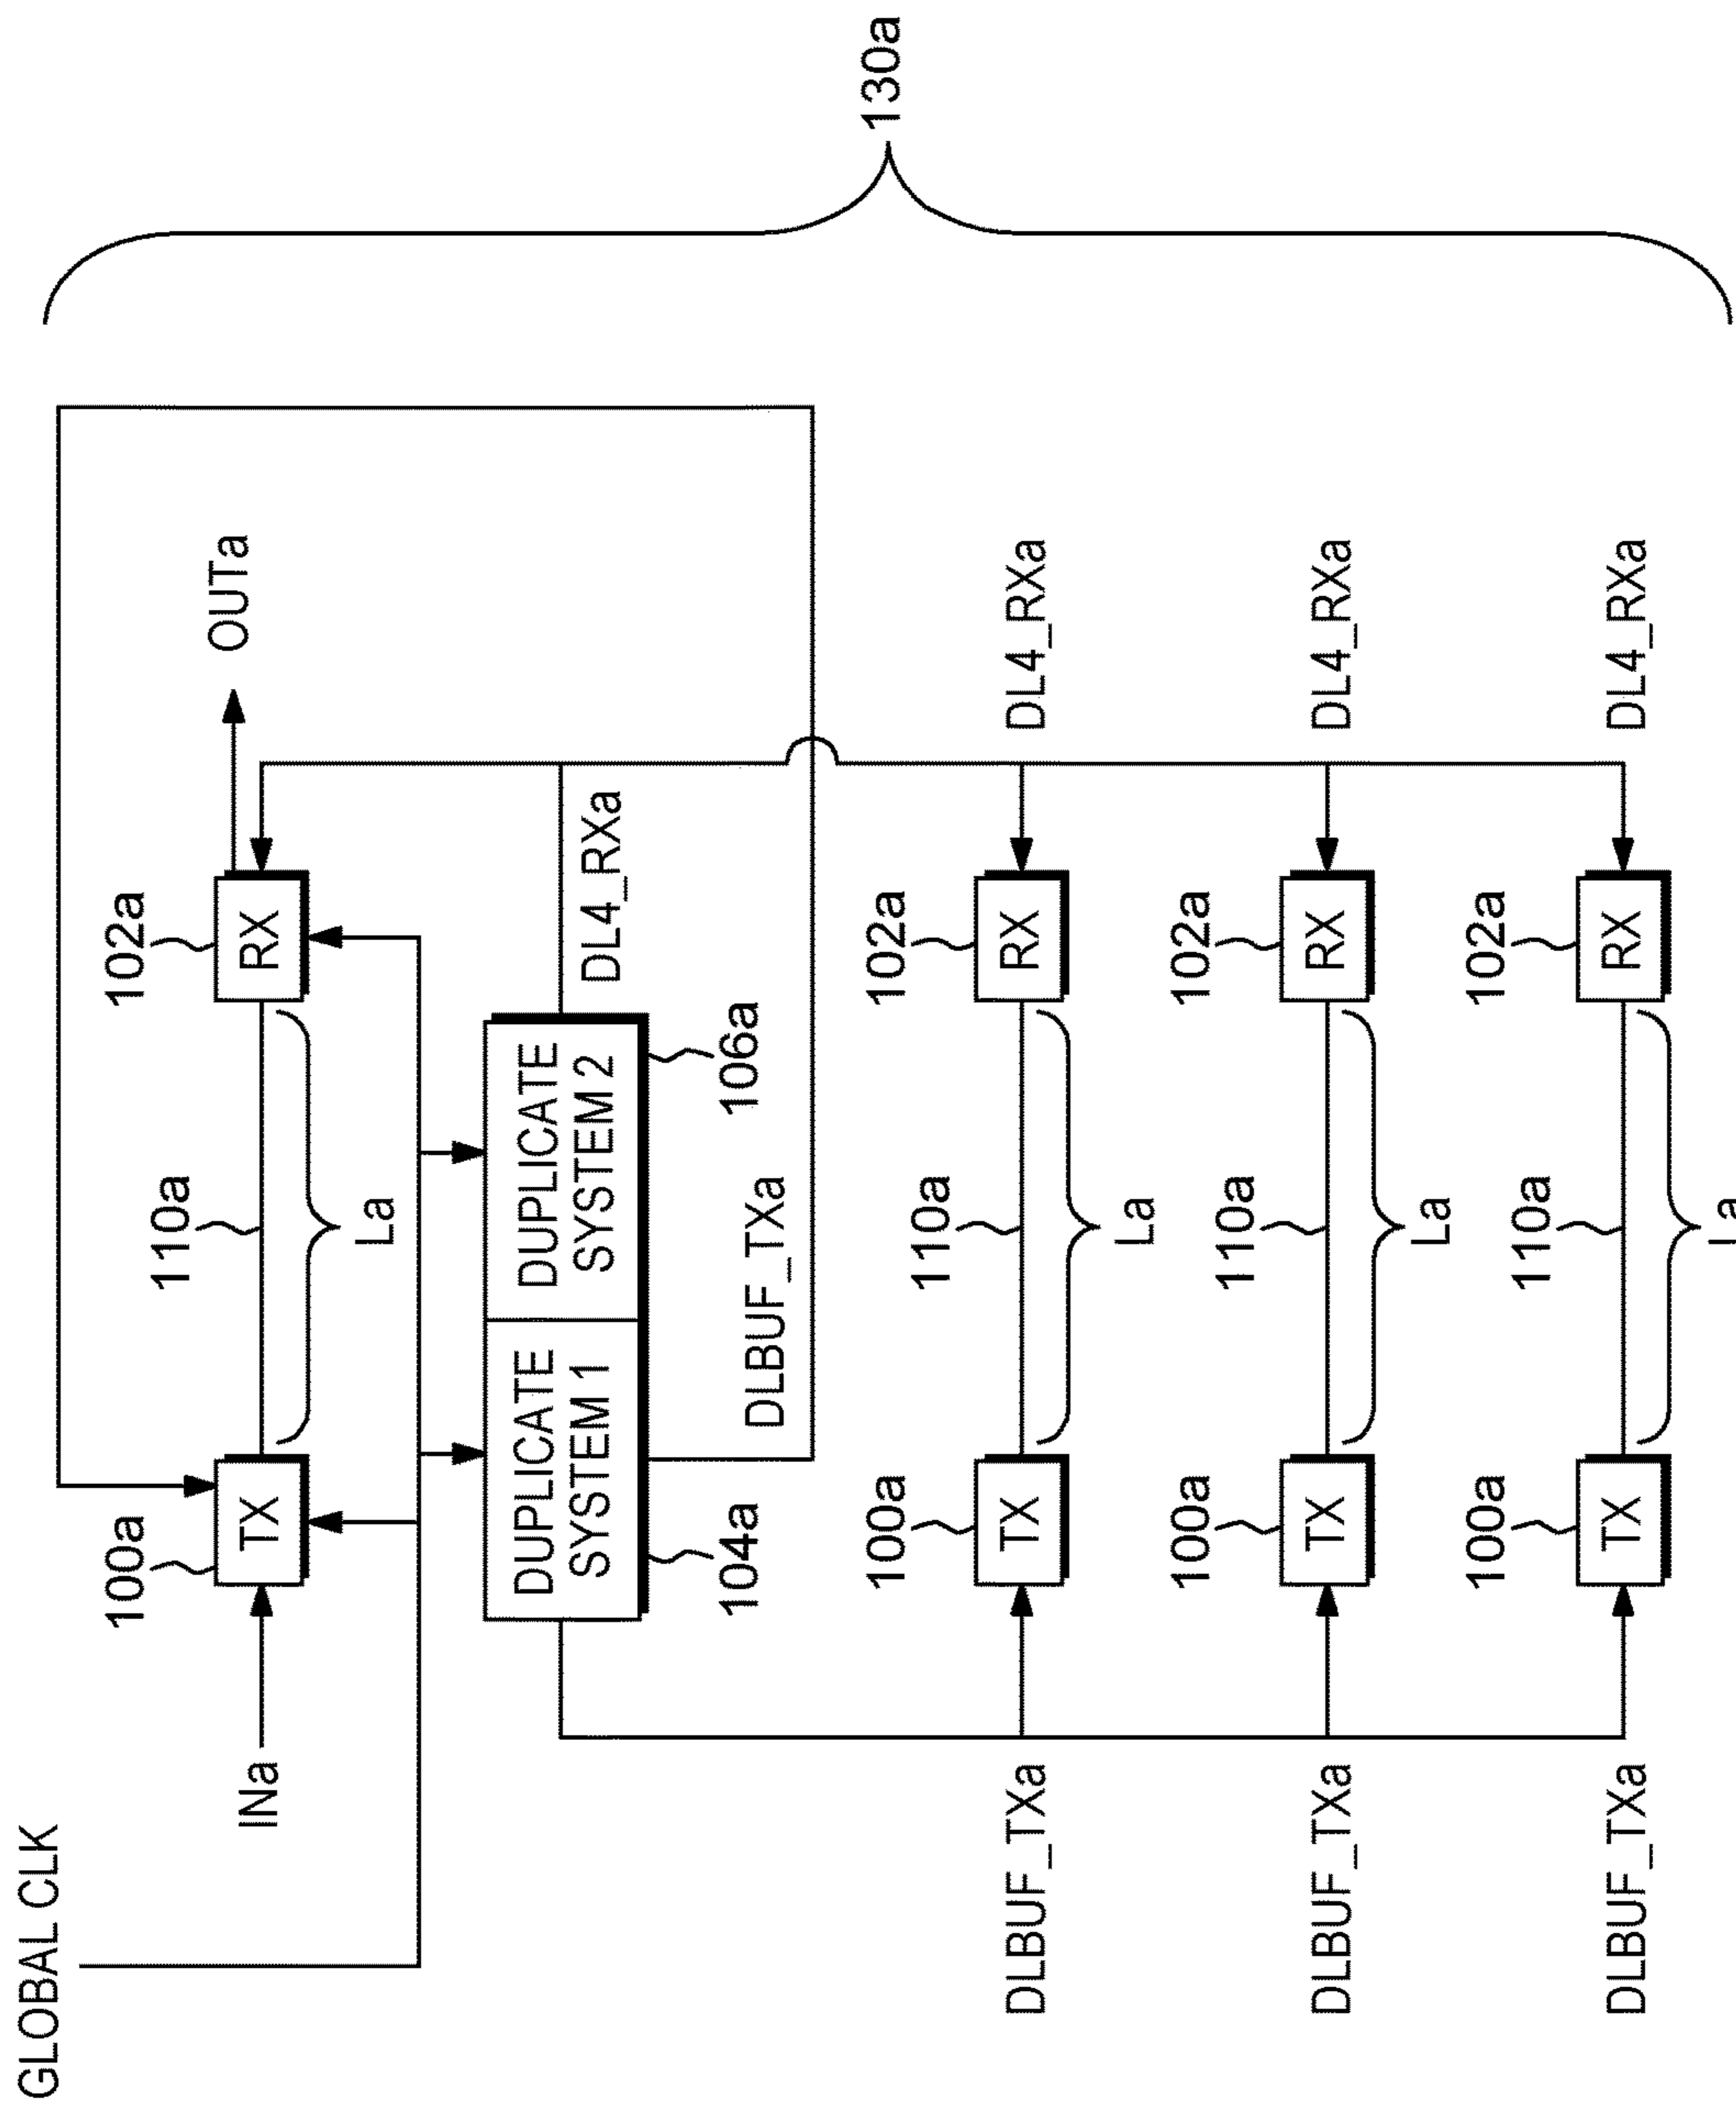 GLOBAL CLK
INa
100a
TX
110a
La
102a
RX
OUTa
DUPLICATE
SYSTEM 1
DUPLICATE
SYSTEM 2
104a
106a
DL4_RXa
DLBUF_TXa
130a
DLBUF_TXa
100a
TX
110a
La
102a
RX
DL4_RXa
DLBUF_TXa
100a
TX
110a
La
102a
RX
DL4_RXa
DLBUF_TXa
100a
TX
110a
La
102a
RX
DL4_RXa